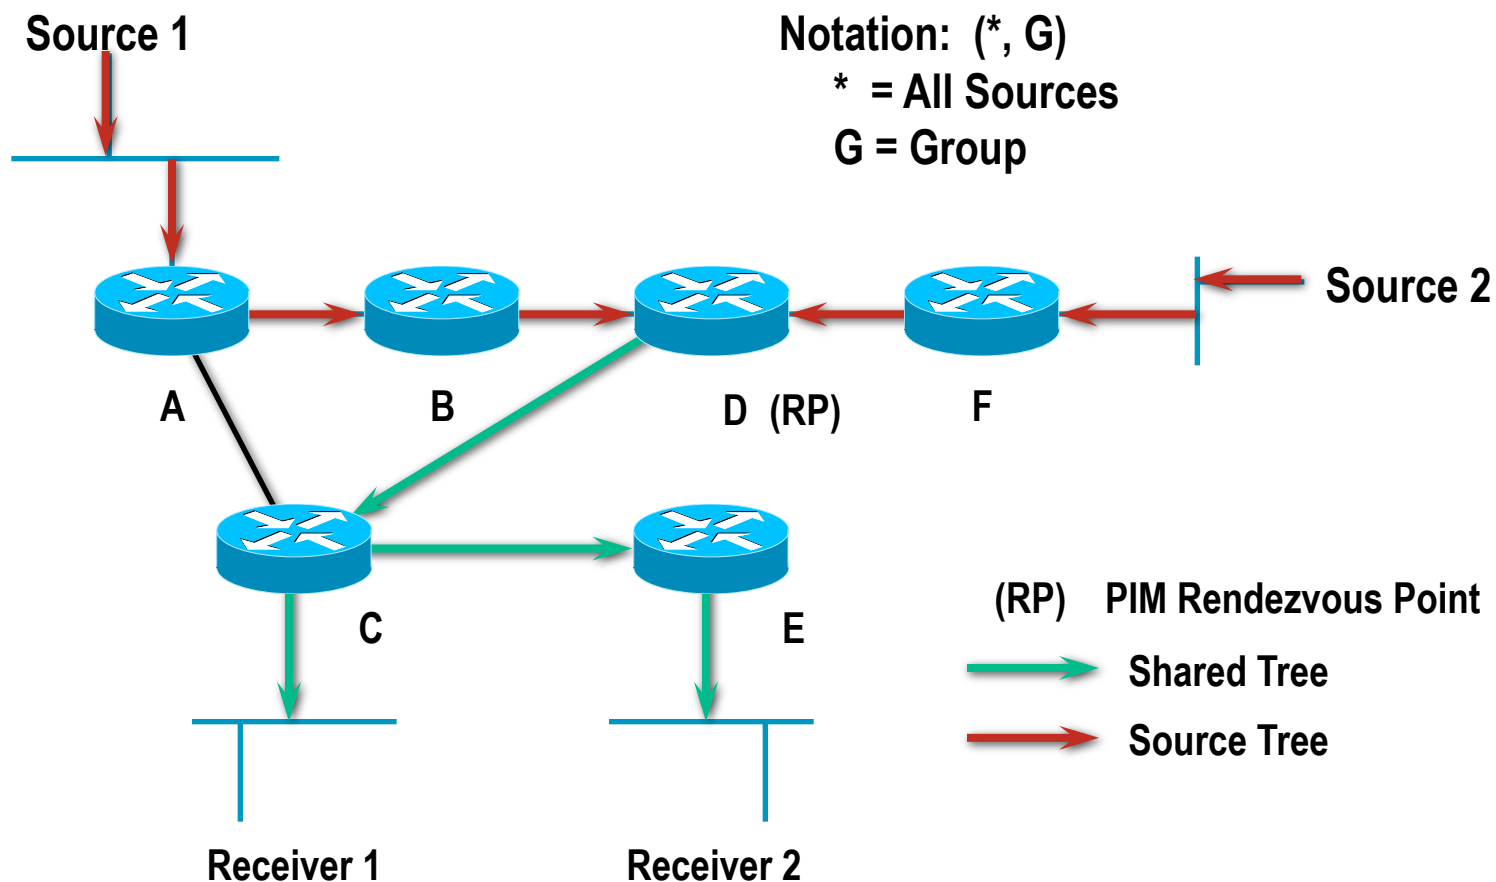 Source 1
Notation: (*, G)
* = All Sources
G = Group
Source 2
A
B
D (RP)
F
C
E
(RP) PIM Rendezvous Point
Shared Tree
Source Tree
Receiver 1
Receiver 2